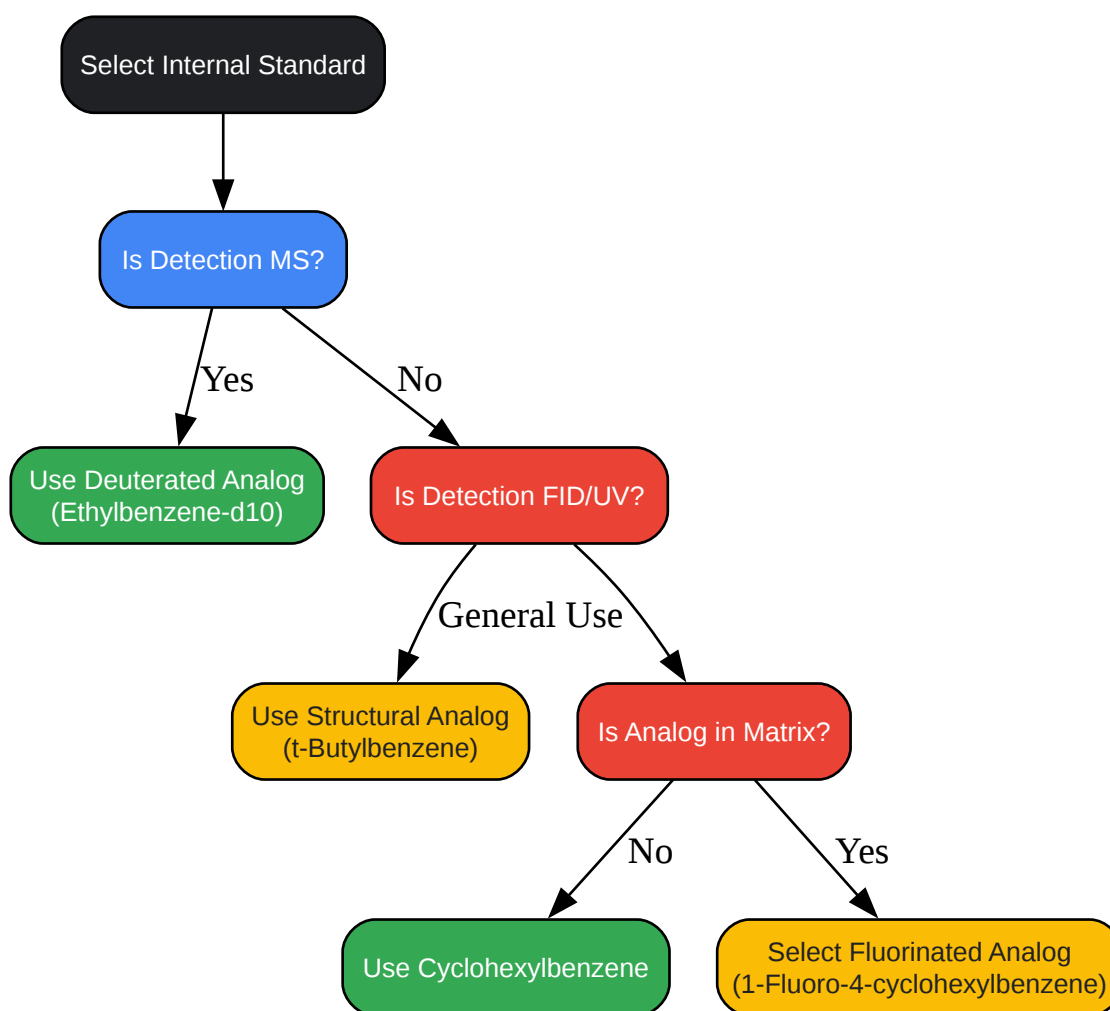 Select Internal Standard
Is Detection MS?
Yes
No
Use Deuterated Analog
(Ethylbenzene-d10)
Is Detection FID/UV?
General Use
Use Structural Analog
(t-Butylbenzene)
Is Analog in Matrix?
No
Yes
Use Cyclohexylbenzene
Select Fluorinated Analog
(1-Fluoro-4-cyclohexylbenzene)